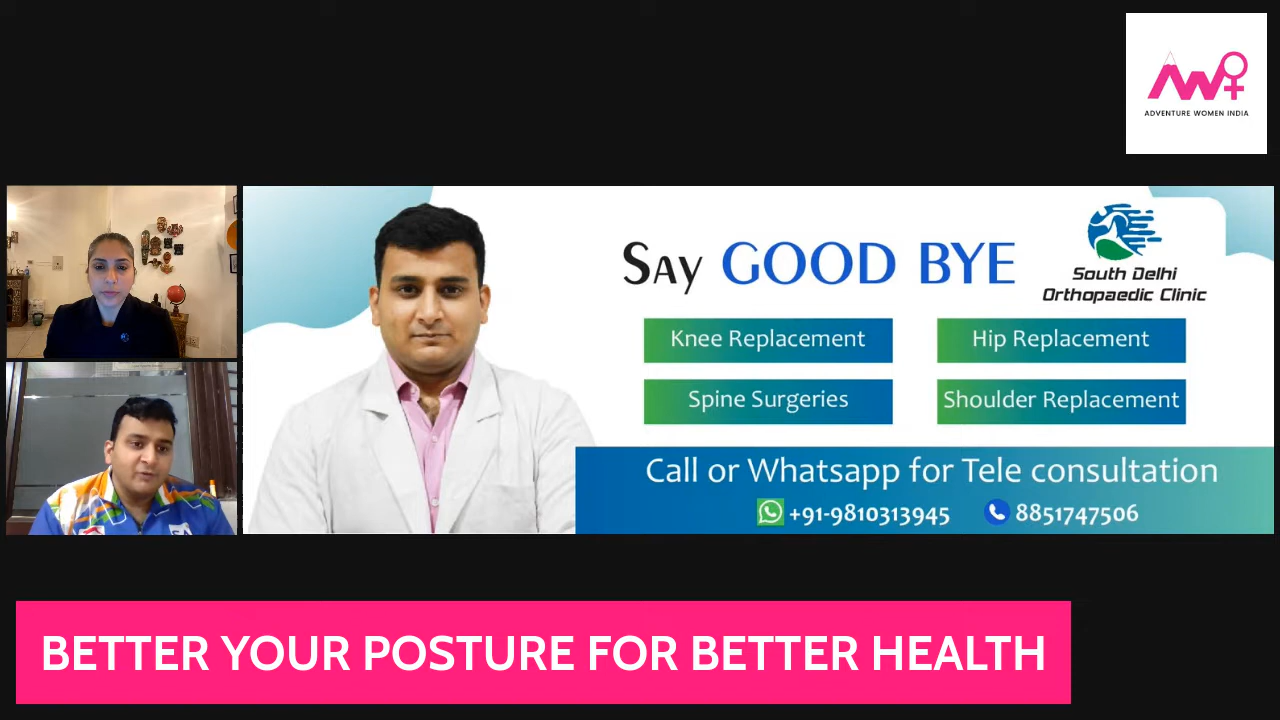 ADVENTURE WOMEN INDIA
Say GOOD BYE
South Delhi
Orthopaedic Clinic
Knee Replacement
Hip Replacement
Spine Surgeries
Shoulder Replacement
Call or Whatsapp for Tele consultation
+91-9810313945
8851747506
BETTER YOUR POSTURE FOR BETTER HEALTH